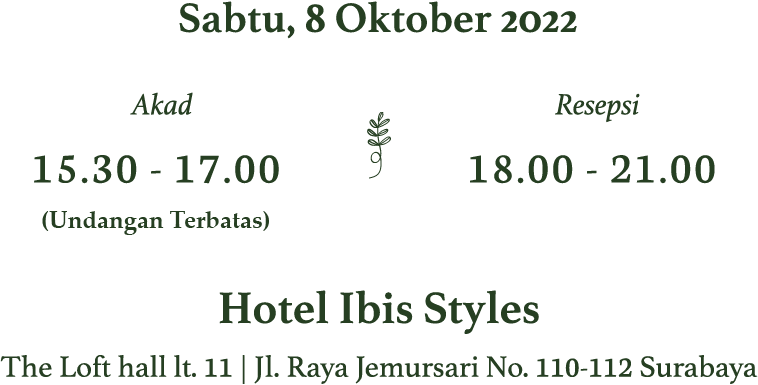 Sabtu, 8 Oktober 2022
Akad
15.30 - 17.00
(Undangan Terbatas)
Resepsi
18.00 - 21.00
Hotel Ibis Styles
The Loft hall lt. 11 | Jl. Raya Jemursari No. 110-112 Surabaya